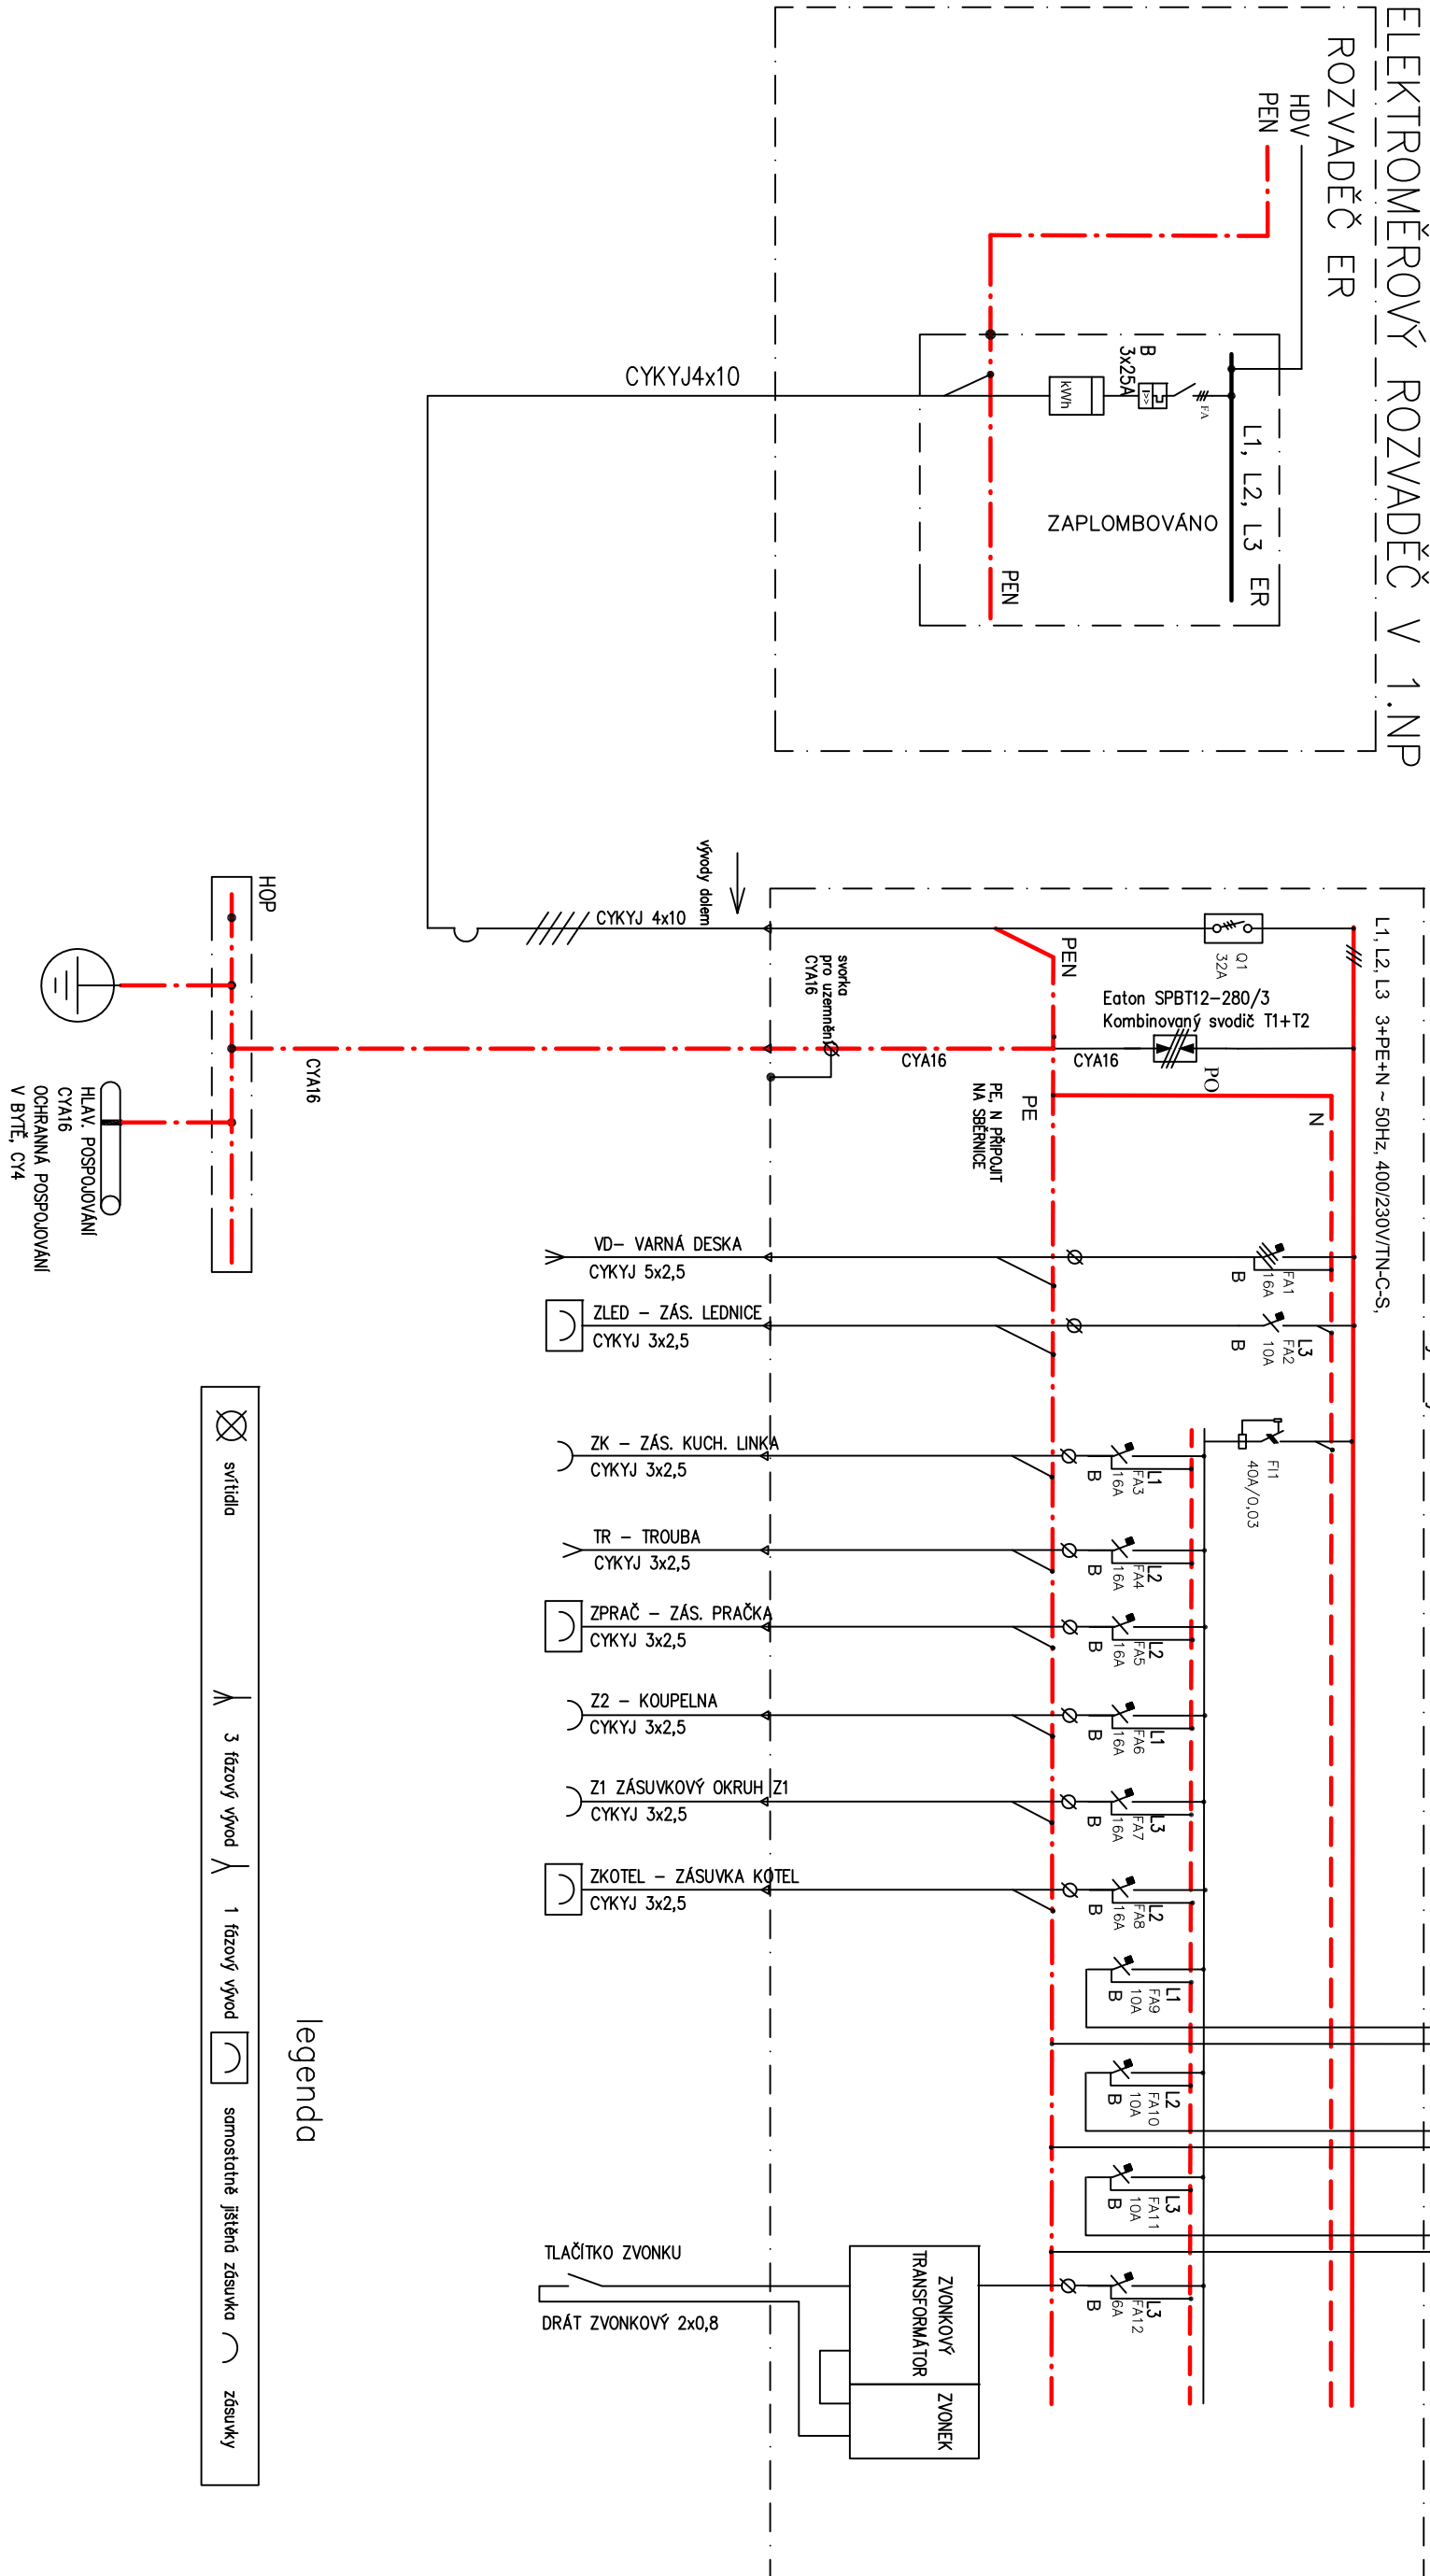 ELEKTROMĚROVÝ ROZVADĚČ V 1.NP
ROZVADĚČ ER
HDV
PEN
B
3x25A
I>>
FA
kWh
L1, L2, L3 ER
ZAPLOMBOVÁNO
PEN
CYKYJ4x10
L1, L2, L3 3+PE+N ~ 50Hz, 400/230V/TN-C-S,
Q1
32A
Eaton SPBT12-280/3
Kombinovaný svodič T1+T2
PO
CYA16
PEN
CYKYJ 4x10
vývody dolem
svorka
pro uzemnění
CYA16
CYA16
N
PE
PE, N PŘIPOJIT
NA SBĚRNICE
HOP
CYA16
HLAV. POSPOJOVÁNÍ
CYA16
OCHRANNÁ POSPOJOVÁNÍ
V BYTĚ, CY4
FA1
16A
B
VD- VARNÁ DESKA
CYKYJ 5x2,5
L3
FA2
10A
B
ZLED - ZÁS. LEDNICE
CYKYJ 3x2,5
FI1
40A/0,03
L1
FA3
16A
B
ZK - ZÁS. KUCH. LINKA
CYKYJ 3x2,5
L2
FA4
16A
B
TR - TROUBA
CYKYJ 3x2,5
L2
FA5
16A
B
ZPRAČ - ZÁS. PRAČKA
CYKYJ 3x2,5
L1
FA6
16A
B
Z2 - KOUPELNA
CYKYJ 3x2,5
L3
FA7
16A
B
Z1 ZÁSUVKOVÝ OKRUH Z1
CYKYJ 3x2,5
L2
FA8
16A
B
ZKOTEL - ZÁSUVKA KOTEL
CYKYJ 3x2,5
L1
FA9
10A
B
L2
FA10
10A
B
L3
FA11
10A
B
L3
FA12
6A
B
ZVONKOVÝ
TRANSFORMÁTOR
ZVONEK
TLAČÍTKO ZVONKU
DRÁT ZVONKOVÝ 2x0,8
legenda
svítidla
3 fázový vývod
1 fázový vývod
samostatně jištěná zásuvka
zásuvky